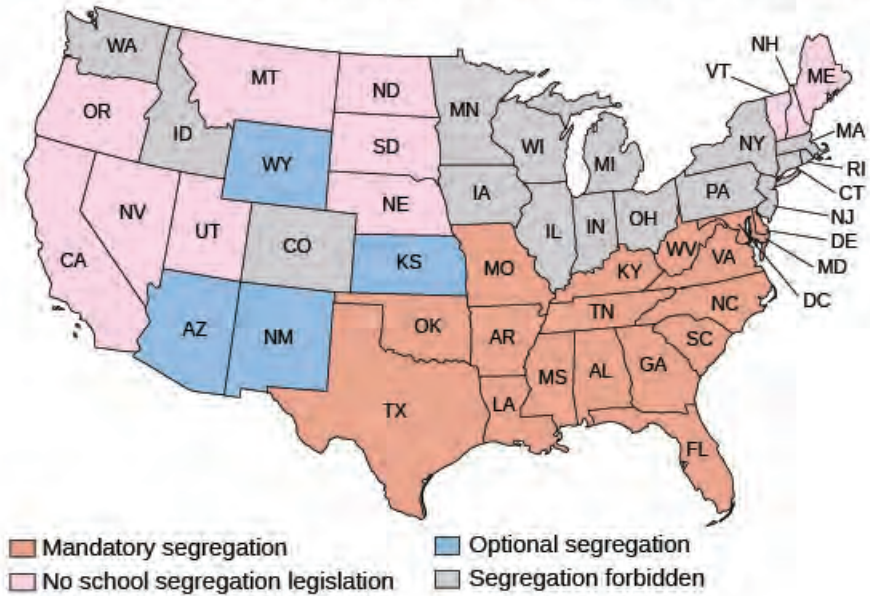 WA
MT
ND
MN
OR
ID
WY
SD
WI
MI
NY
VT
NH
ME
MA
RI
CT
NJ
DE
MD
DC
NV
UT
CO
NE
IA
IL
IN
OH
PA
CA
AZ
NM
KS
MO
KY
WV
VA
OK
AR
TN
NC
SC
TX
LA
MS
AL
GA
FL
Mandatory segregation
Optional segregation
No school segregation legislation
Segregation forbidden